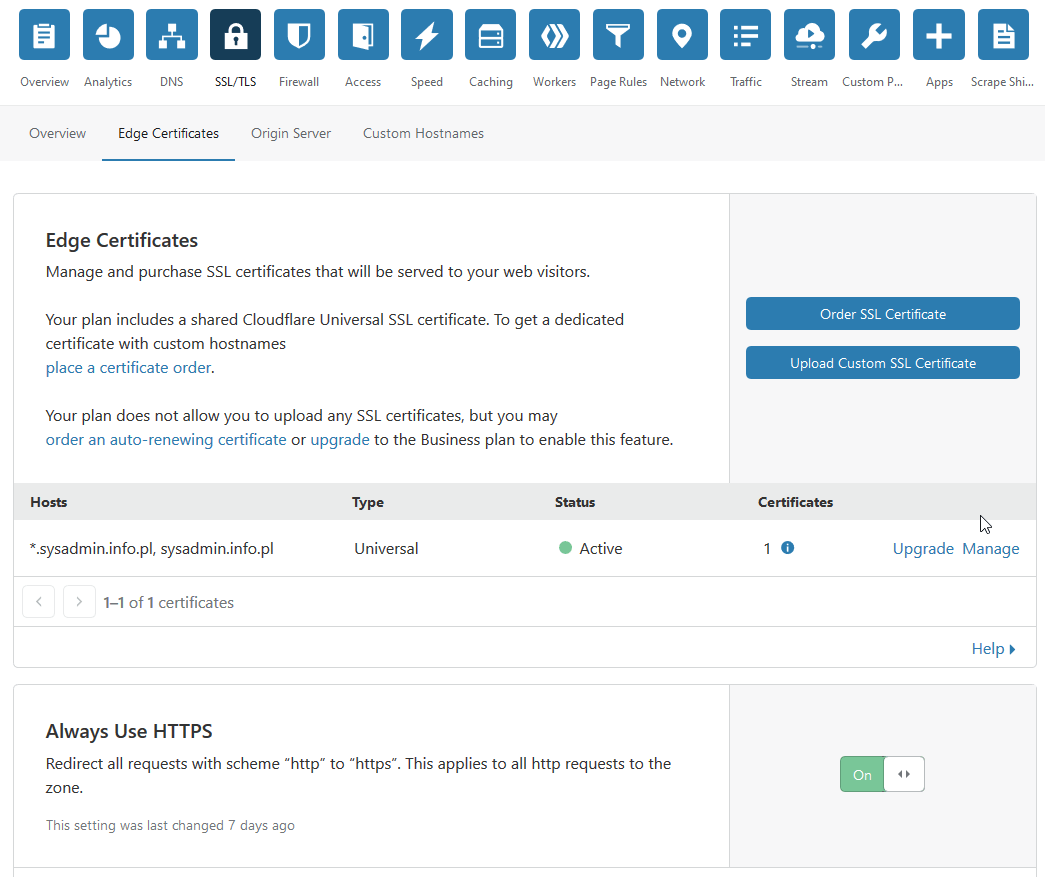 Overview Analytics DNS SSL/TLS Firewall Access Speed Caching Workers Page Rules Network Traffic Stream Custom P... Apps Scrape Shi...
Overview Edge Certificates Origin Server Custom Hostnames
Edge Certificates
Manage and purchase SSL certificates that will be served to your web visitors.
Your plan includes a shared Cloudflare Universal SSL certificate. To get a dedicated
certificate with custom hostnames
place a certificate order.
Your plan does not allow you to upload any SSL certificates, but you may
order an auto-renewing certificate or upgrade to the Business plan to enable this feature.
Order SSL Certificate
Upload Custom SSL Certificate
Hosts Type Status Certificates
*.sysadmin.info.pl, sysadmin.info.pl Universal Active 1 Upgrade Manage
1–1 of 1 certificates
Help
Always Use HTTPS
Redirect all requests with scheme “http” to “https”. This applies to all http requests to the
zone.
This setting was last changed 7 days ago
On